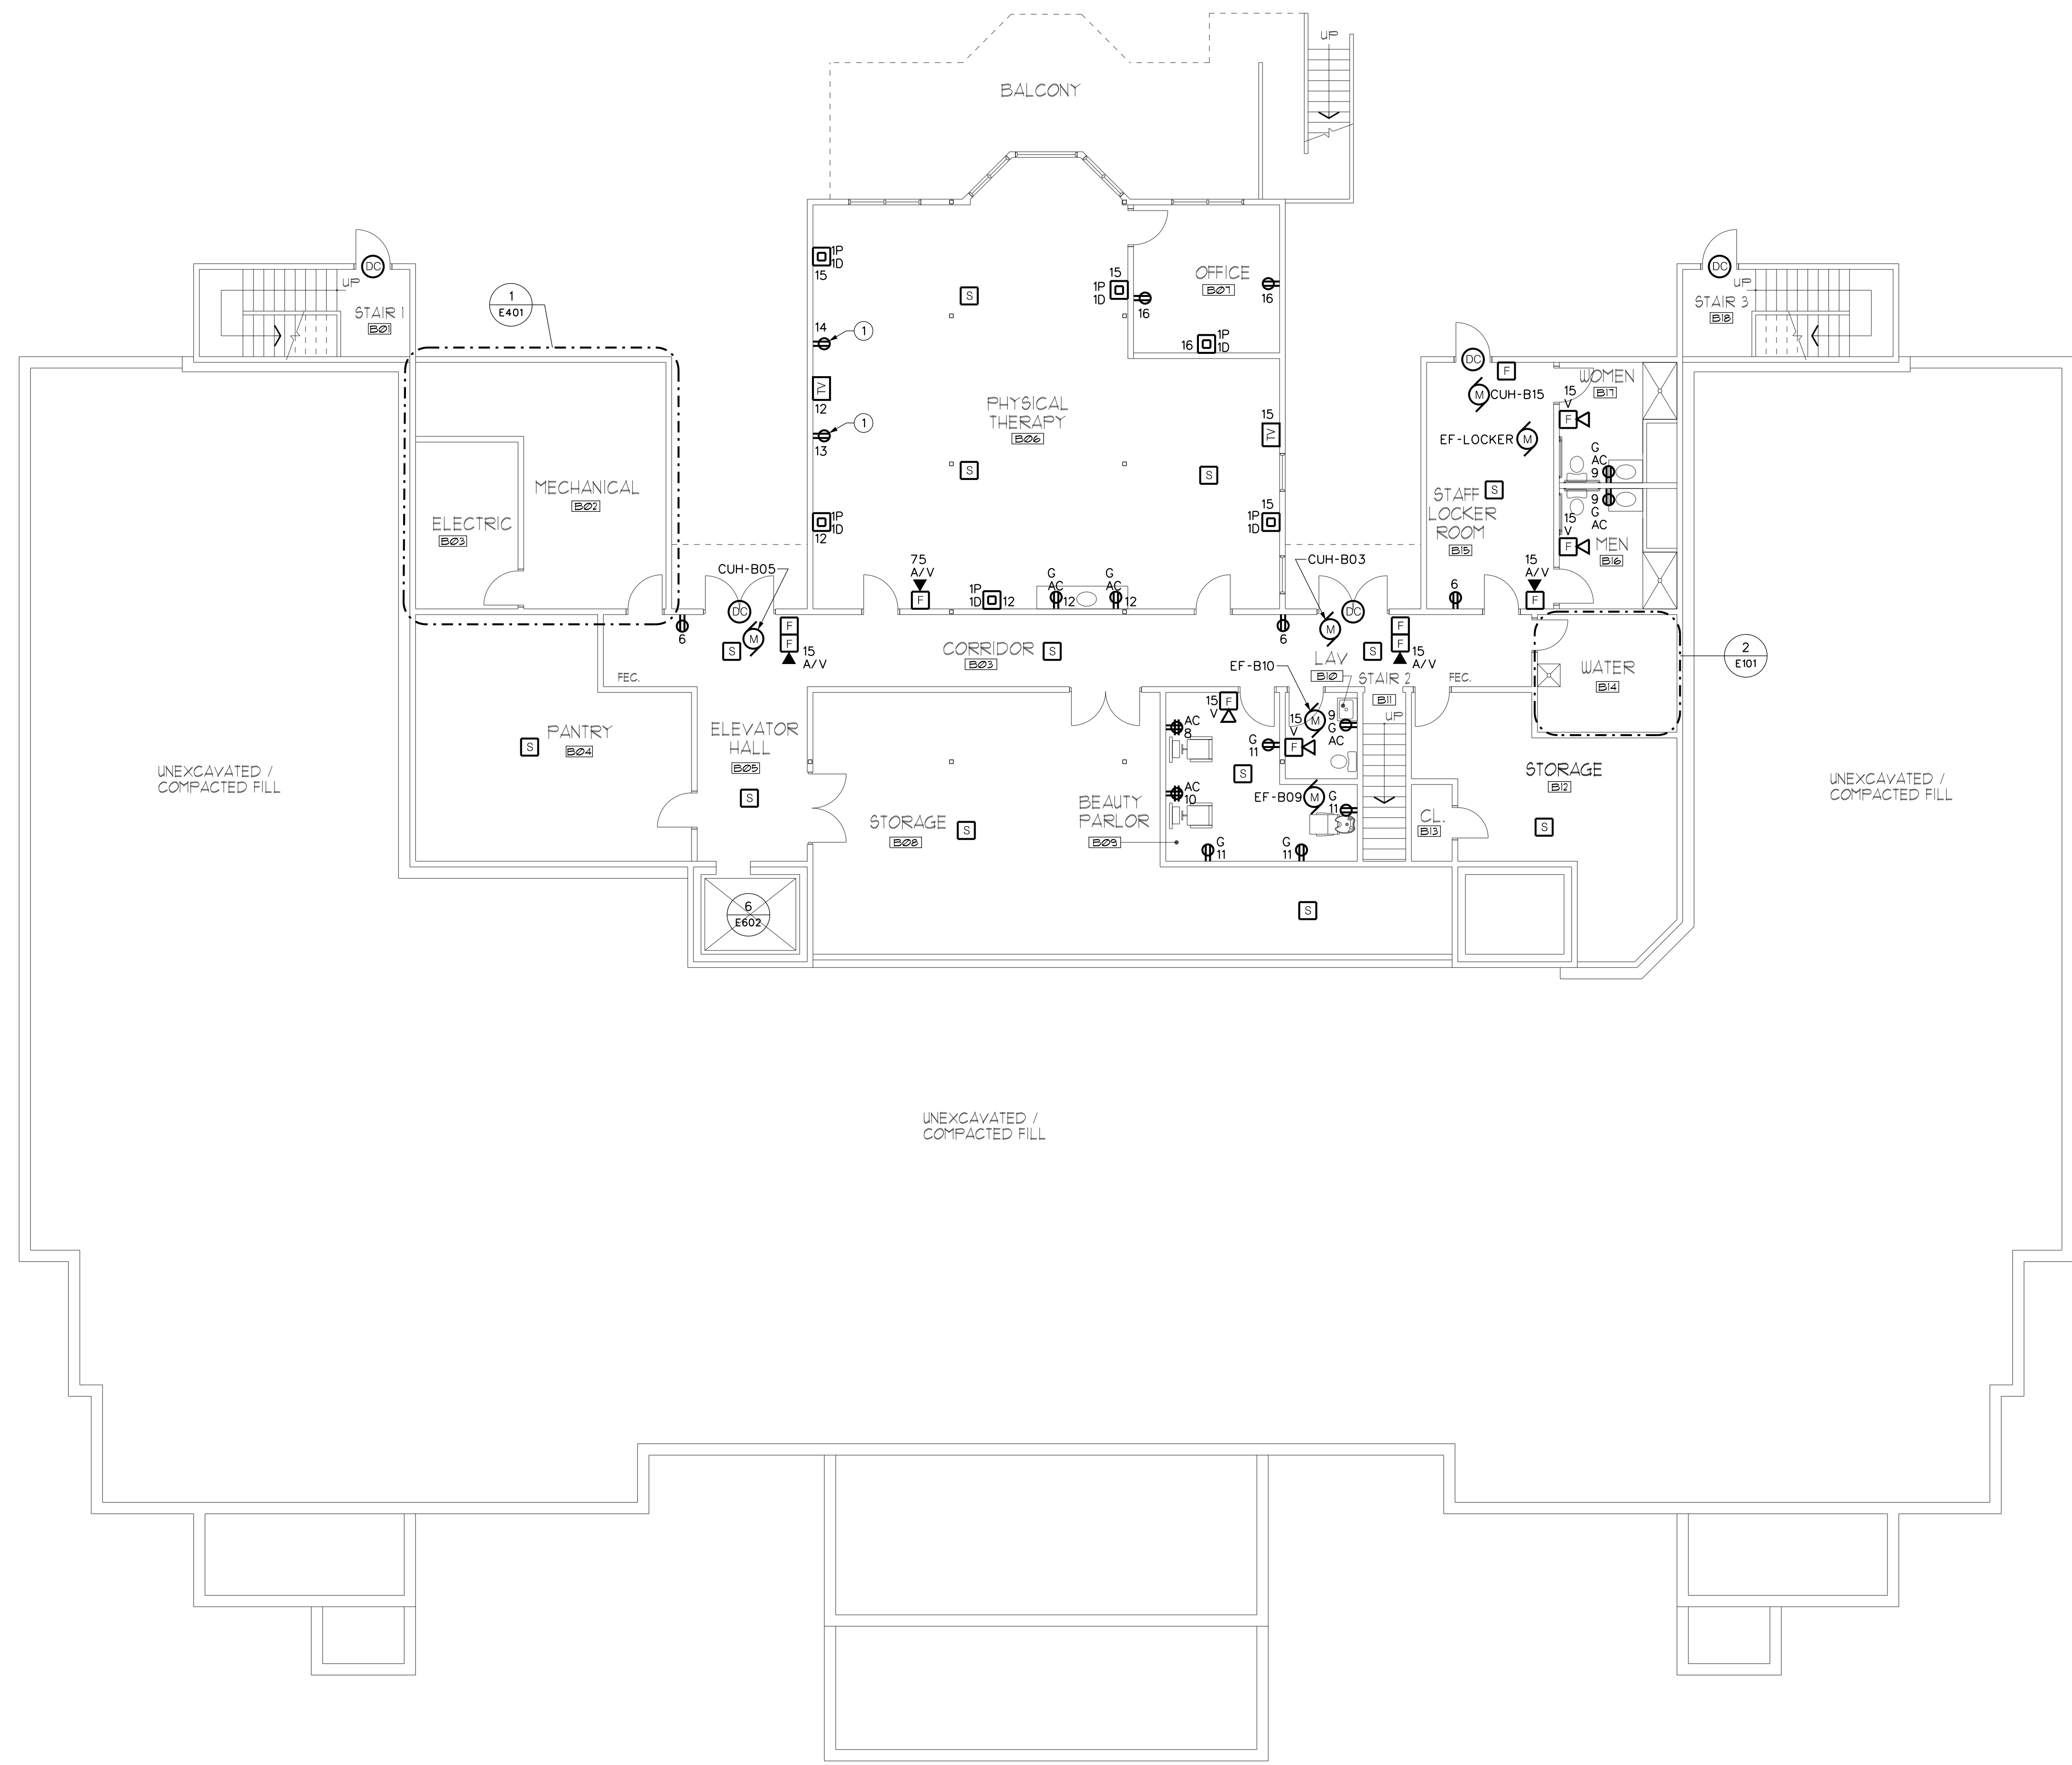 UP
BALCONY
DC
UP
STAIR 1
B01
1
E401
1P
1D
15
S
15
1P
1D
OFFICE
B07
16
16
16
1P
1D
DC
UP
STAIR 3
B18
14
1
TV
12
1
13
PHYSICAL
THERAPY
B06
15
TV
S
S
DC
F
M
CUH-B15
EF-LOCKER
M
WOMEN
B17
15
V
F
G
AC
9
MECHANICAL
B02
ELECTRIC
B03
1P
1D
12
15
1P
1D
S
STAFF
LOCKER
ROOM
B15
9
G
AC
15
V
F
MEN
B16
CUH-B05
75
A/V
F
1P
1D
12
G
AC
12
G
AC
12
CUH-B03
6
15
A/V
F
6
DC
M
S
F
F
15
A/V
CORRIDOR
B03
S
6
DC
M
S
F
F
15
A/V
WATER
B14
2
E101
FEC.
EF-B10
LAV
B10
STAIR 2
B11
UP
FEC.
PANTRY
B04
S
ELEVATOR
HALL
B05
S
15
V
F
AC
8
G
11
15
V
F
M
9
G
AC
S
AC
10
EF-B09
M
G
11
BEAUTY
PARLOR
B09
G
11
G
11
STORAGE
B08
S
S
CL.
B13
STORAGE
B12
S
6
E602
UNEXCAVATED /
COMPACTED FILL
UNEXCAVATED /
COMPACTED FILL
UNEXCAVATED /
COMPACTED FILL